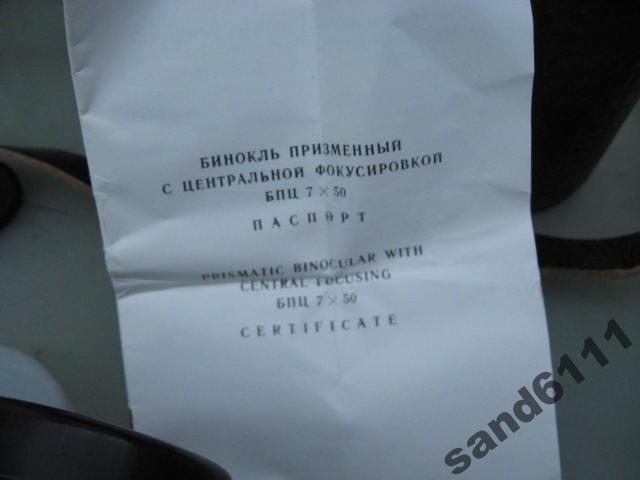 БИНОКЛЬ ПРИЗМЕННЫЙ
С ЦЕНТРАЛЬНОЙ ФОКУСИРОВКОЙ
БПЦ 7 × 50
ПАСПОРТ
PRISMATIC BINOCULAR WITH
CENTRAL FOCUSING
БПЦ 7 × 50
CERTIFICATE
sand6111